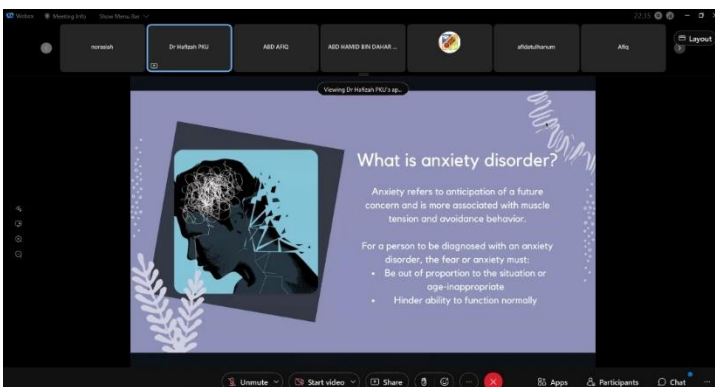 Webex Meeting Info Show Menu Bar
22:35
Layout
noraslah Dr Hafizah PKU ABD AFIQ ABD HAMID BIN DAHAR ... afidatulhanum Afiq
Viewing Dr Hafizah PKU's ap...
What is anxiety disorder?
Anxiety refers to anticipation of a future
concern and is more associated with muscle
tension and avoidance behavior.
For a person to be diagnosed with an anxiety
disorder, the fear or anxiety must:
• Be out of proportion to the situation or
age-inappropriate
• Hinder ability to function normally
Unmute Start video Share Apps Participants Chat